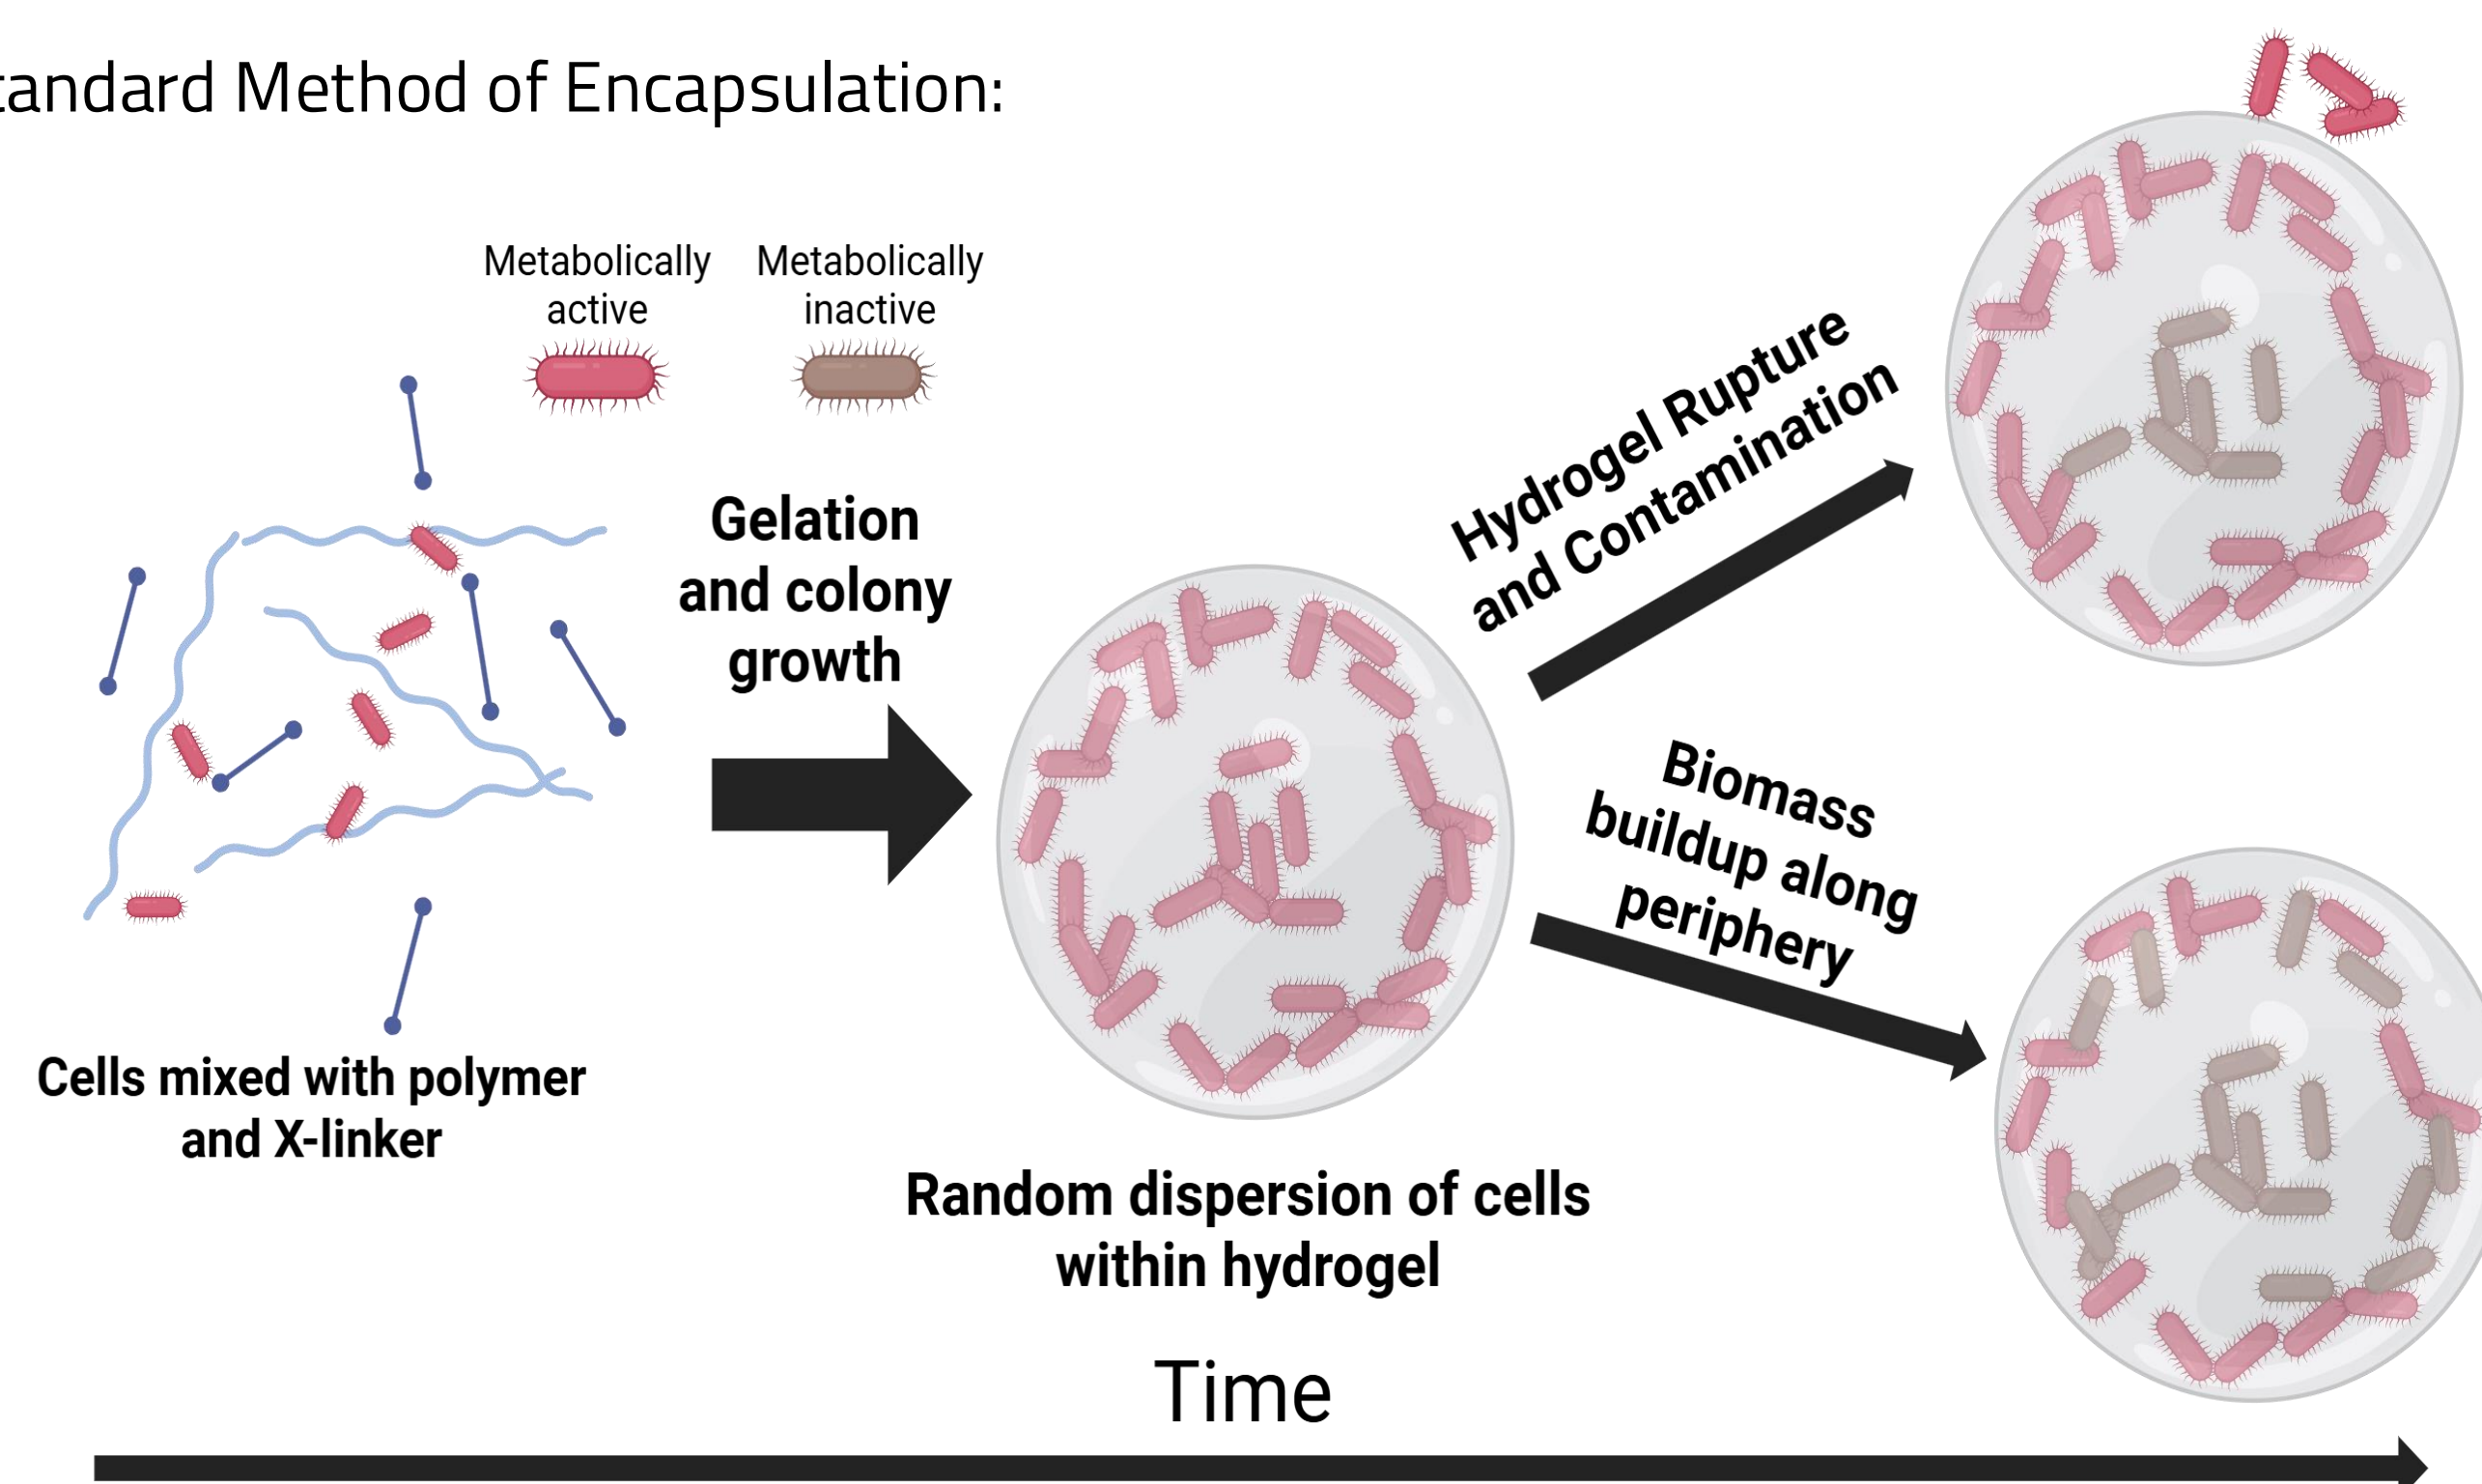 tandard Method of Encapsulation:
Metabolically
active
Metabolically
inactive
Gelation
and colony
growth
Hydrogel Rupture
and Contamination
Biomass
buildup along
periphery
Cells mixed with polymer
and X-linker
Random dispersion of cells
within hydrogel
Time